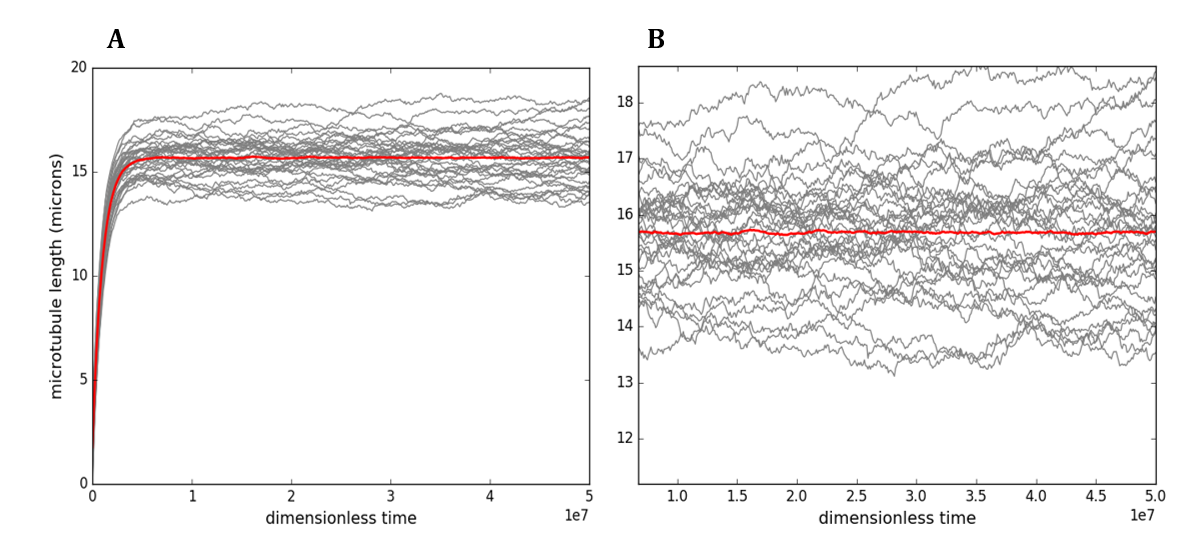 A
B
20
15
10
5
0
microtubule length (microns)
0 1 2 3 4 5
1e7
dimensionless time
18
17
16
15
14
13
12
1.0 1.5 2.0 2.5 3.0 3.5 4.0 4.5 5.0
1e7
dimensionless time